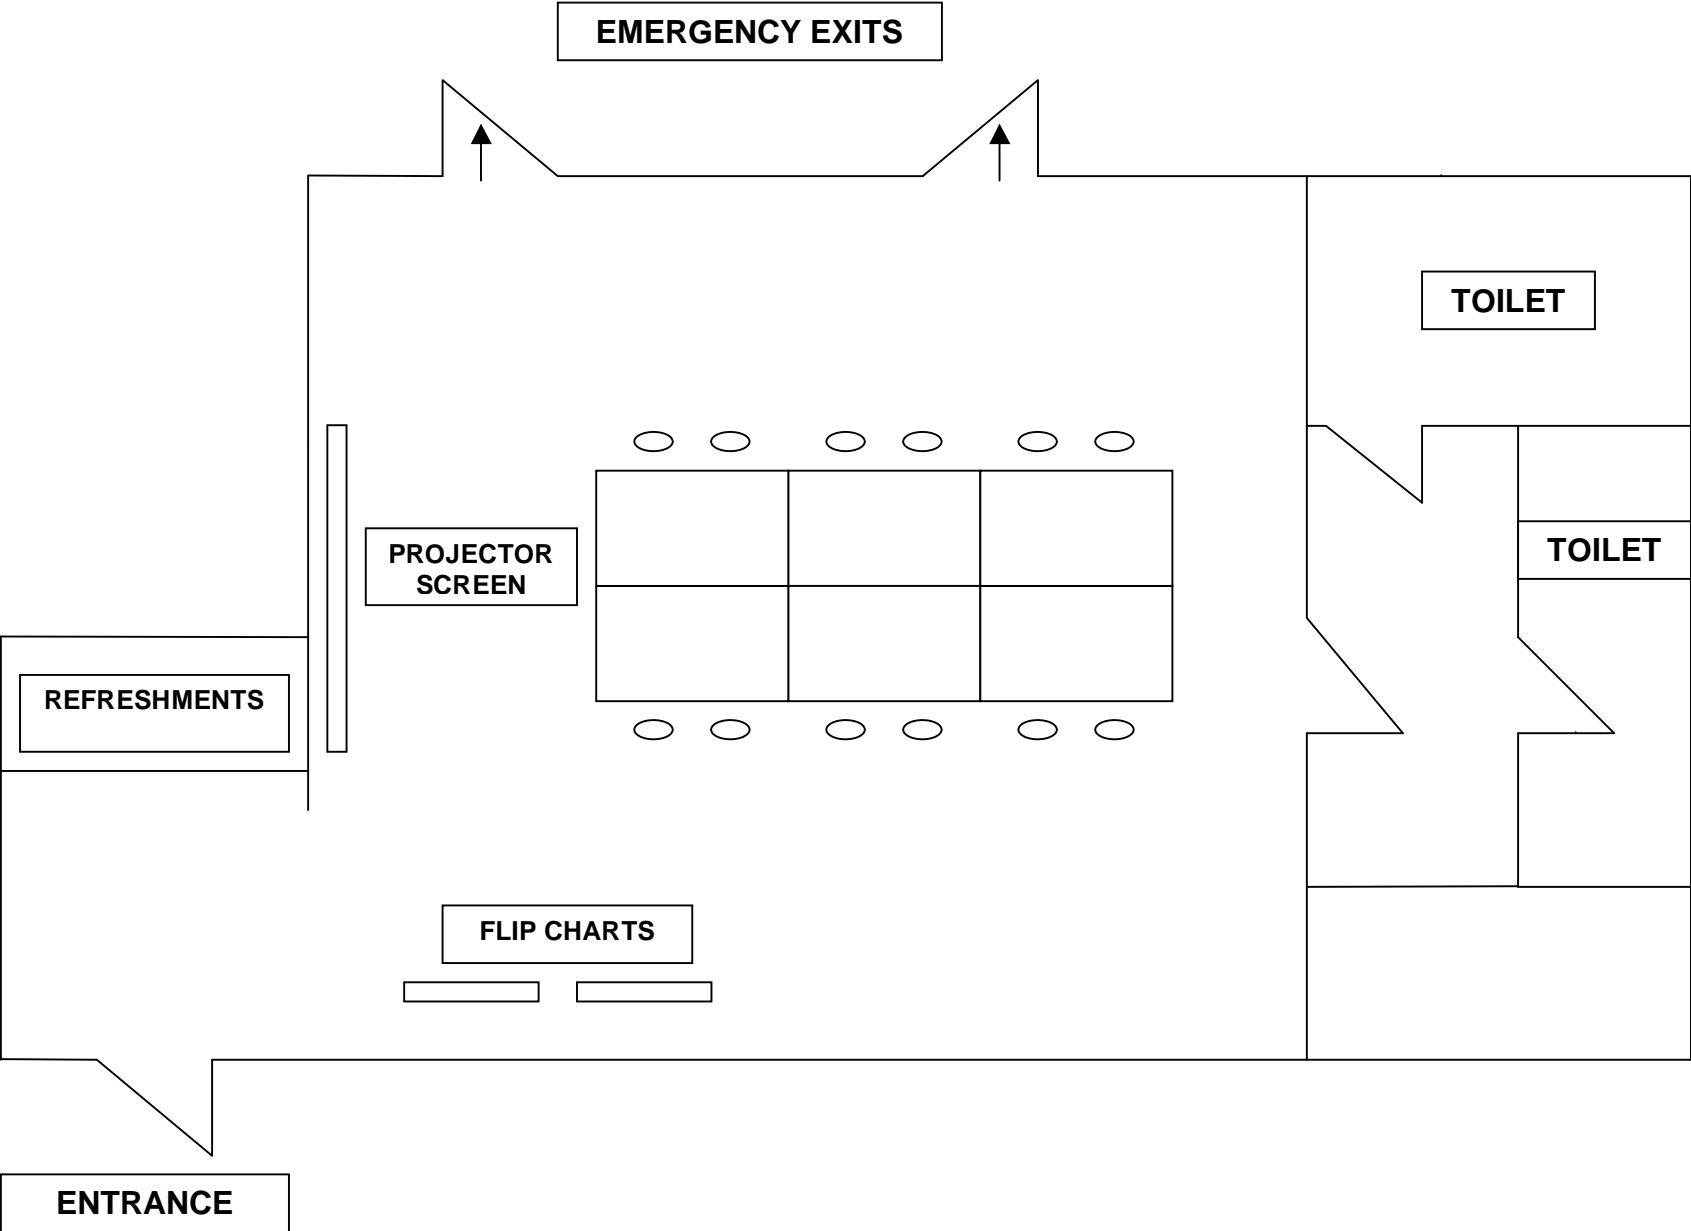 EMERGENCY EXITS
TOILET
PROJECTOR
SCREEN
TOILET
REFRESHMENTS
FLIP CHARTS
ENTRANCE